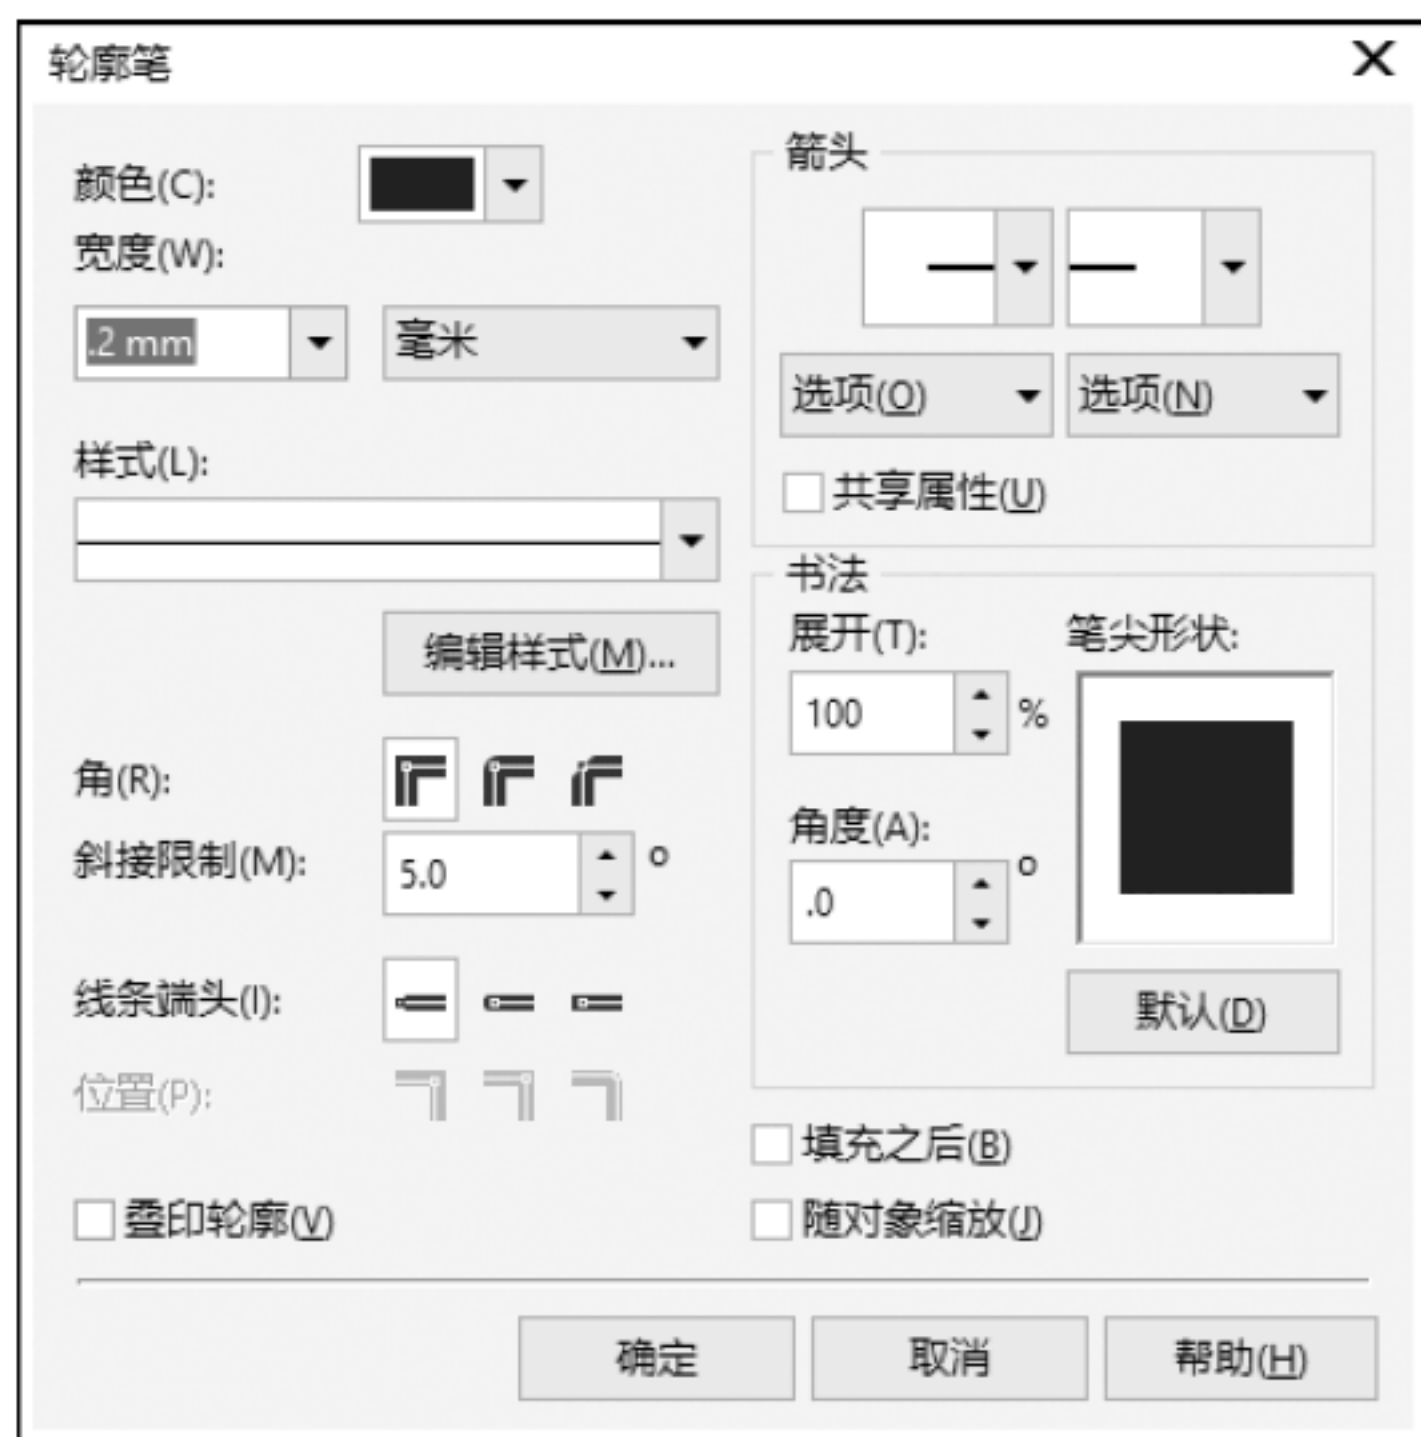 轮廓笔
颜色(C):
宽度(W):
.2 mm
毫米
样式(L):
编辑样式(M)...
角(R):
斜接限制(M):
5.0
°
线条端头(I):
位置(P):
叠印轮廓(V)
箭头
选项(O)
选项(N)
共享属性(U)
书法
展开(T):
笔尖形状:
100
%
角度(A):
.0
°
默认(D)
填充之后(B)
随对象缩放(J)
确定
取消
帮助(H)